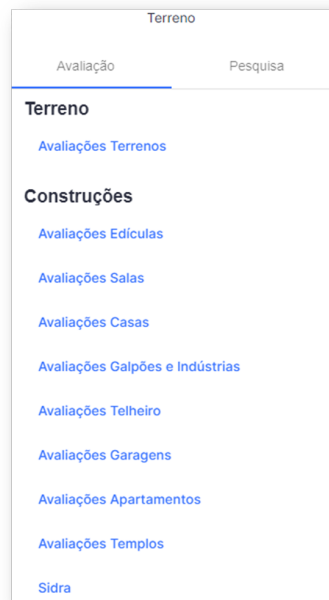 Terreno
Avaliação Pesquisa
Terreno
Avaliações Terrenos
Construções
Avaliações Edículas
Avaliações Salas
Avaliações Casas
Avaliações Galpões e Indústrias
Avaliações Telheiro
Avaliações Garagens
Avaliações Apartamentos
Avaliações Templos
Sidra